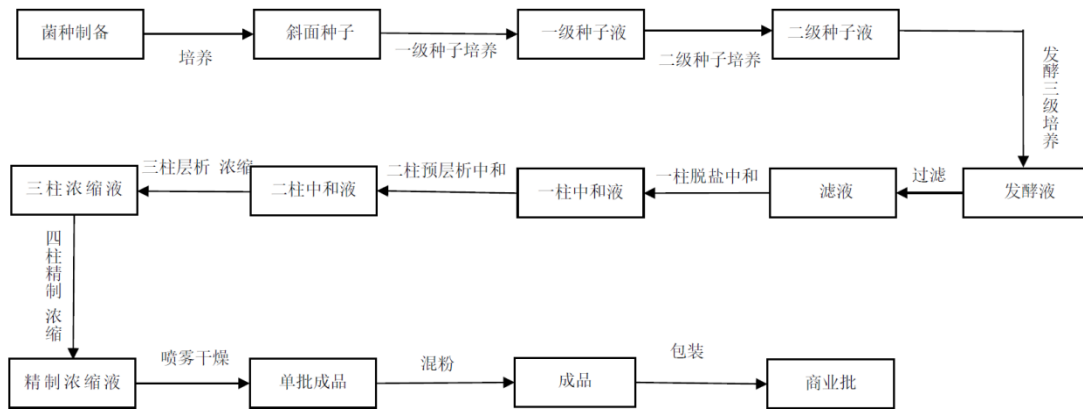 菌种制备
培养
斜面种子
一级种子培养
一级种子液
二级种子培养
二级种子液
发酵三级培养
发酵液
过滤
滤液
一柱脱盐中和
一柱中和液
二柱预层析中和
二柱中和液
三柱层析 浓缩
三柱浓缩液
四柱精制 浓缩
精制浓缩液
喷雾干燥
单批成品
混粉
成品
包装
商业批